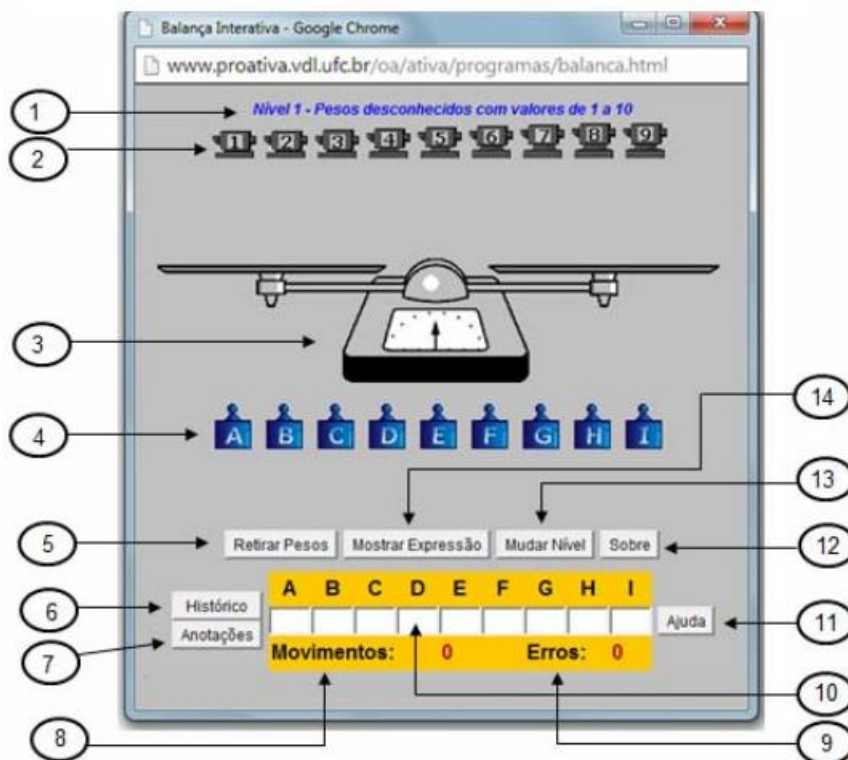 Balança Interativa - Google Chrome
www.proativa.vdl.ufc.br/oa/ativa/programas/balanca.html
1
Nível 1 - Pesos desconhecidos com valores de 1 a 10
2
1 2 3 4 5 6 7 8 9
3
14
4
A B C D E F G H I
13
5
Retirar Pesos Mostrar Expressão Mudar Nível Sobre
12
6
Histórico
A B C D E F G H I
Ajuda
11
7
Anotações
Movimentos: 0 Erros: 0
10
8
9